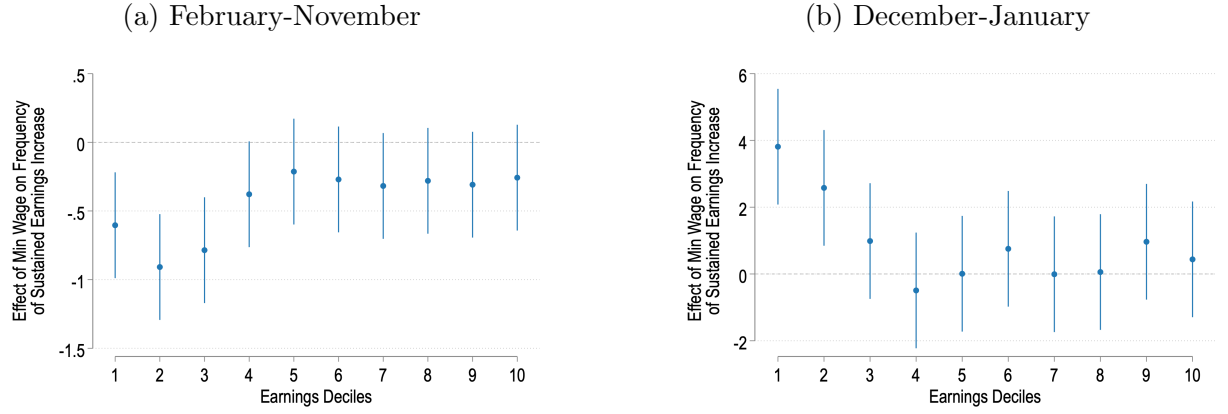 (a) February-November
Effect of Min Wage on Frequency
of Sustained Earnings Increase
.5
0
-.5
-1
-1.5
1 2 3 4 5 6 7 8 9 10
Earnings Deciles
(b) December-January
Effect of Min Wage on Frequency
of Sustained Earnings Increase
6
4
2
0
-2
1 2 3 4 5 6 7 8 9 10
Earnings Deciles